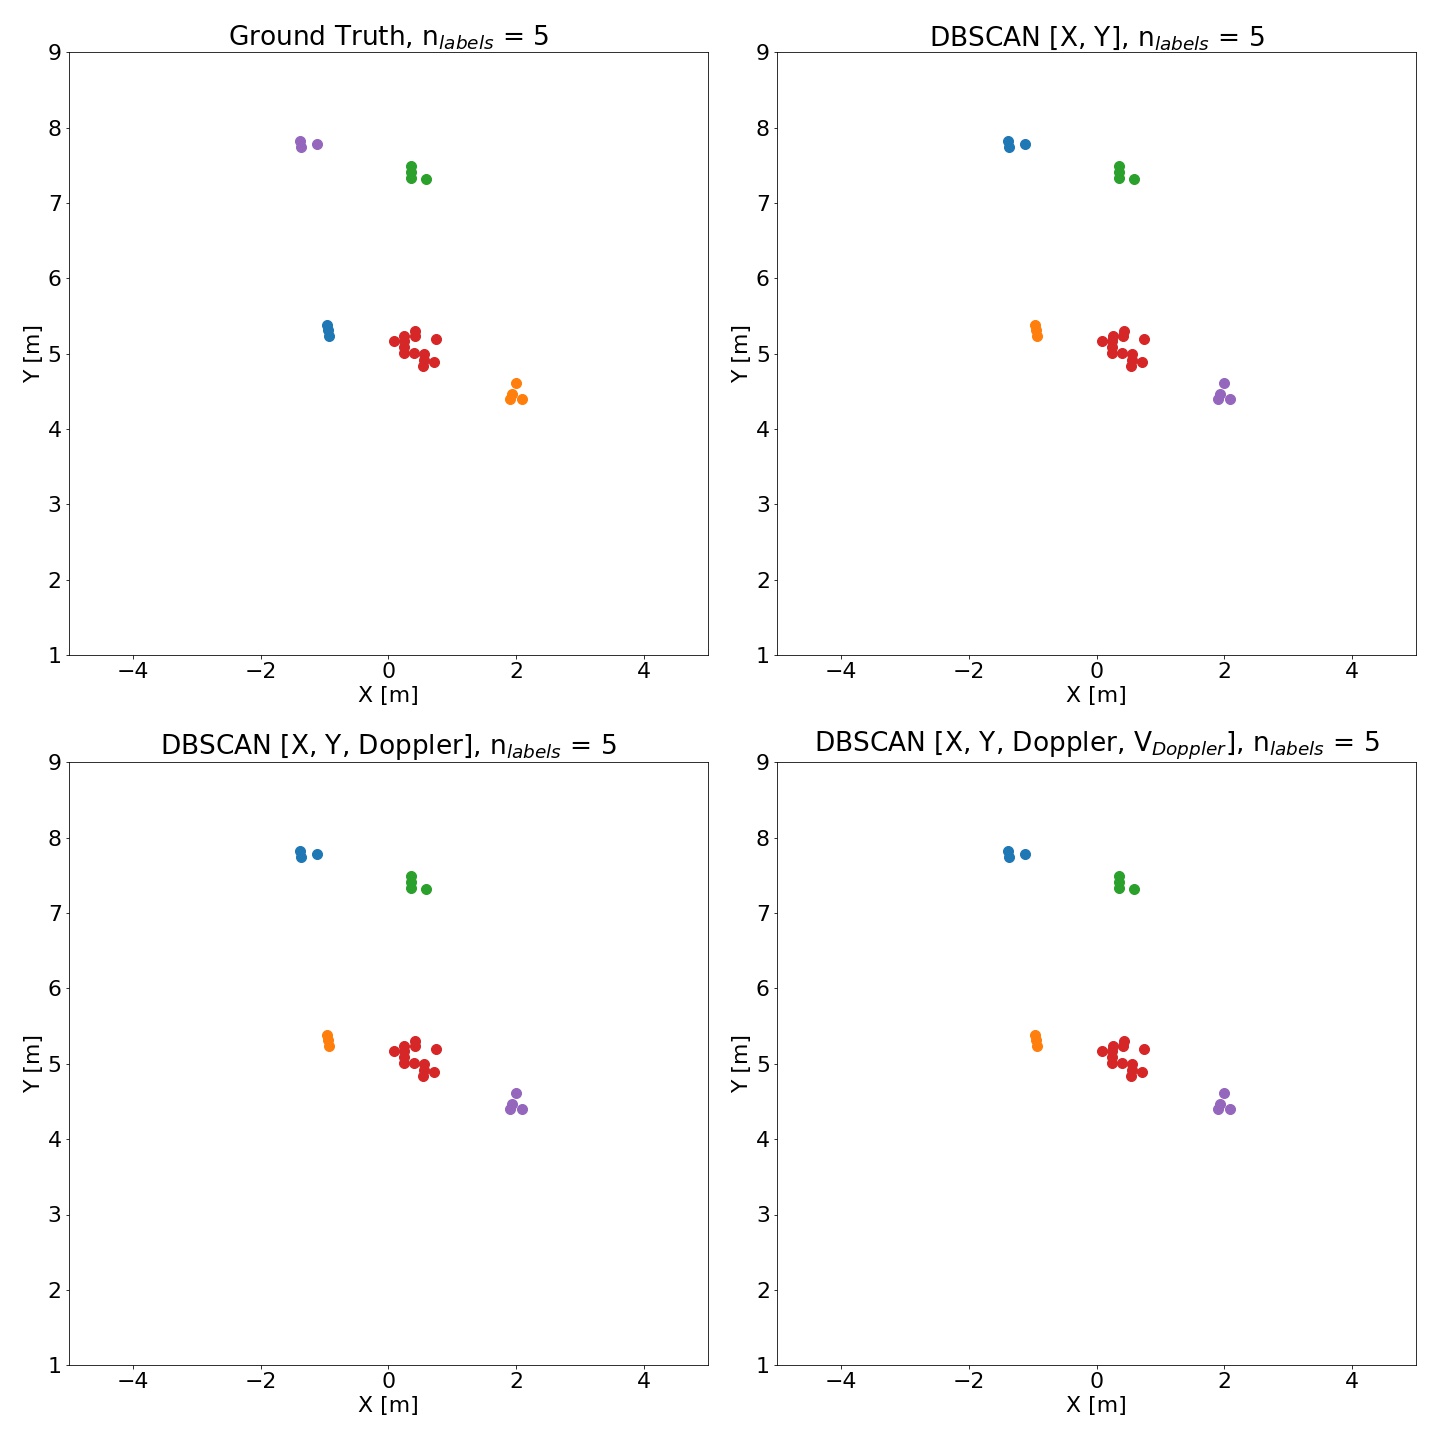 Ground Truth, n_labels = 5
9
8
7
6
5
4
3
2
1
Y [m]
−4 −2 0 2 4
X [m]
DBSCAN [X, Y], n_labels = 5
9
8
7
6
5
4
3
2
1
Y [m]
−4 −2 0 2 4
X [m]
DBSCAN [X, Y, Doppler], n_labels = 5
9
8
7
6
5
4
3
2
1
Y [m]
−4 −2 0 2 4
X [m]
DBSCAN [X, Y, Doppler, V_Doppler], n_labels = 5
9
8
7
6
5
4
3
2
1
Y [m]
−4 −2 0 2 4
X [m]